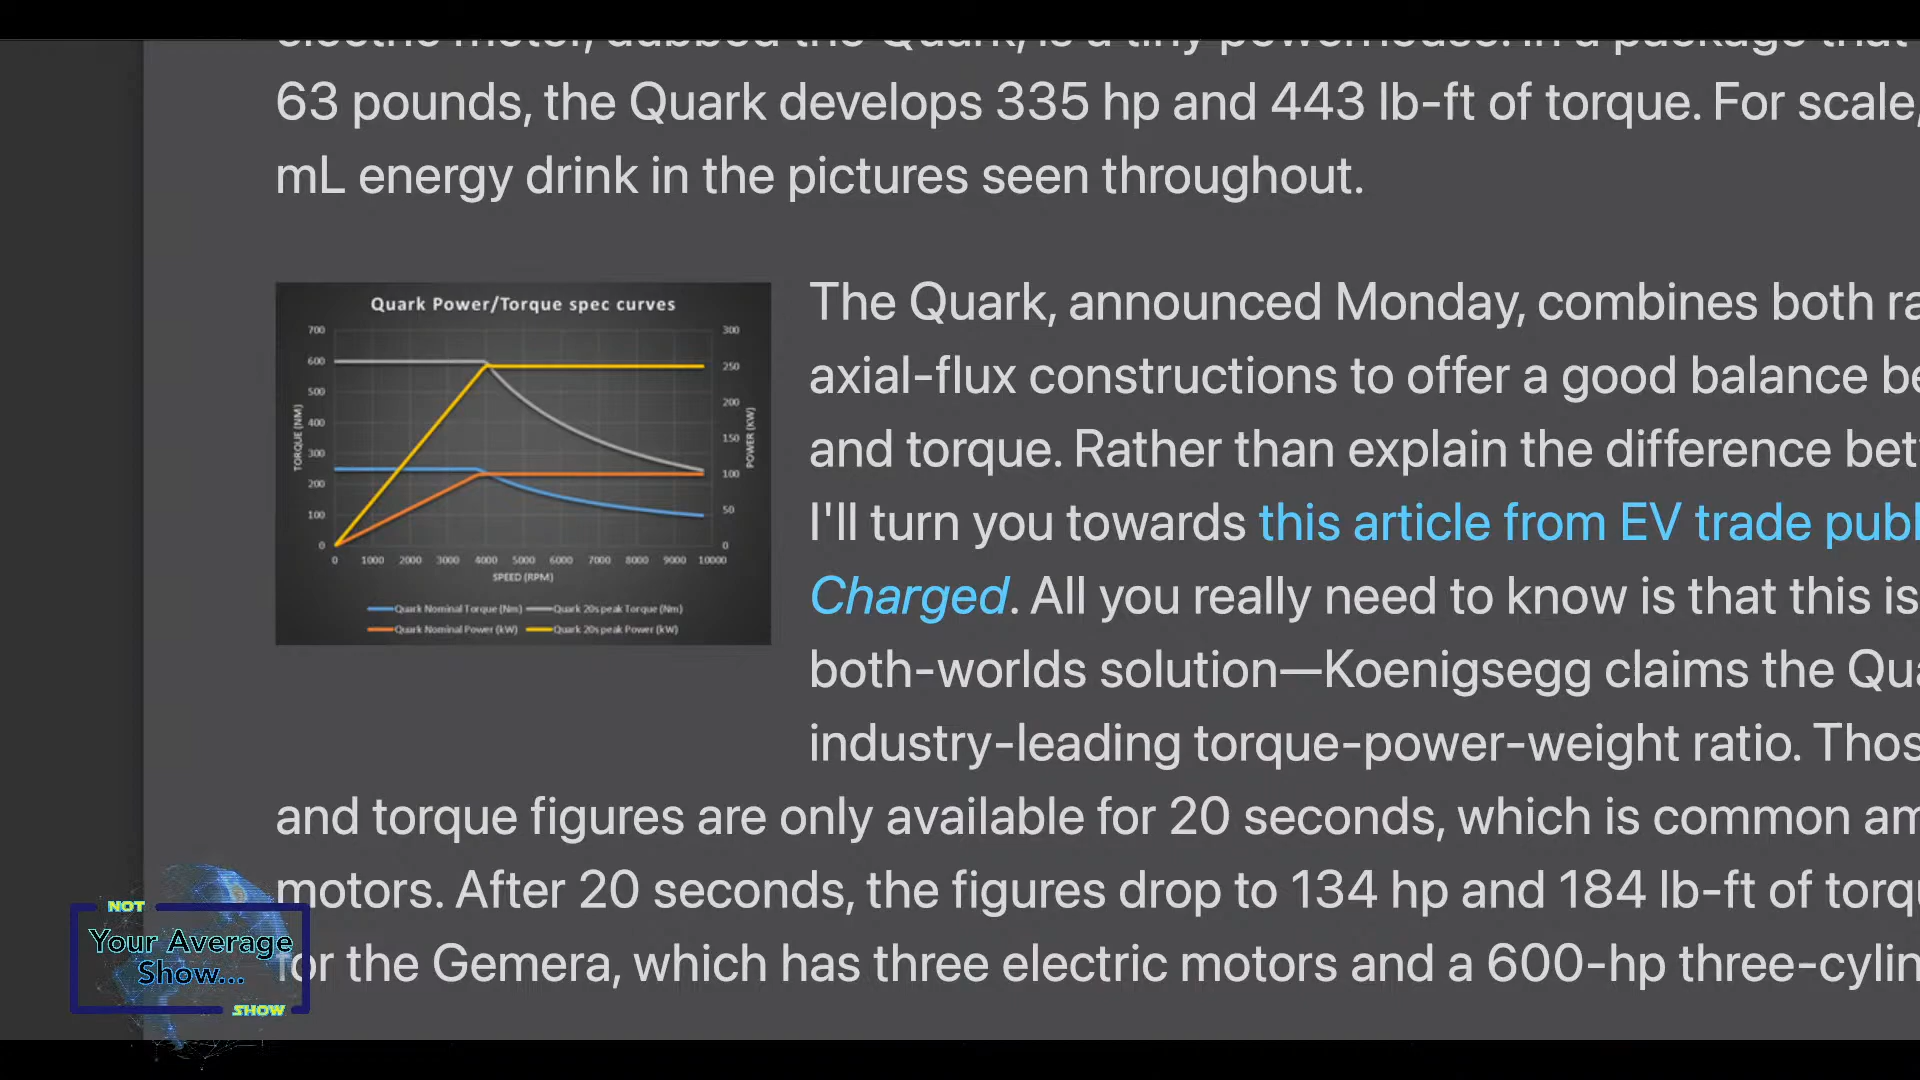 63 pounds, the Quark develops 335 hp and 443 lb-ft of torque. For scale,
mL energy drink in the pictures seen throughout.
Quark Power/Torque spec curves
700
600
500
400
300
200
100
0
TORQUE (NM)
300
250
200
150
100
50
0
POWER (KW)
0 1000 2000 3000 4000 5000 6000 7000 8000 9000 10000
SPEED (RPM)
Quark Nominal Torque (Nm) Quark 20s peak Torque (Nm)
Quark Nominal Power (kW) Quark 20s peak Power (kW)
The Quark, announced Monday, combines both ra
axial-flux constructions to offer a good balance be
and torque. Rather than explain the difference bet
I'll turn you towards this article from EV trade publ
Charged. All you really need to know is that this is
both-worlds solution—Koenigsegg claims the Qua
industry-leading torque-power-weight ratio. Thos
and torque figures are only available for 20 seconds, which is common am
motors. After 20 seconds, the figures drop to 134 hp and 184 lb-ft of torqu
for the Gemera, which has three electric motors and a 600-hp three-cylin
NOT
Your Average
Show...
SHOW